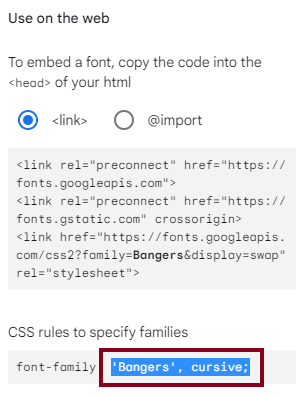 Use on the web
To embed a font, copy the code into the
<head> of your html
<link>
@import
<link rel="preconnect" href="https://
fonts.googleapis.com">
<link rel="preconnect" href="https://
fonts.gstatic.com" crossorigin>
<link href="https://fonts.googleapis.
com/css2?family=Bangers&display=swap"
rel="stylesheet">
CSS rules to specify families
font-family 'Bangers', cursive;